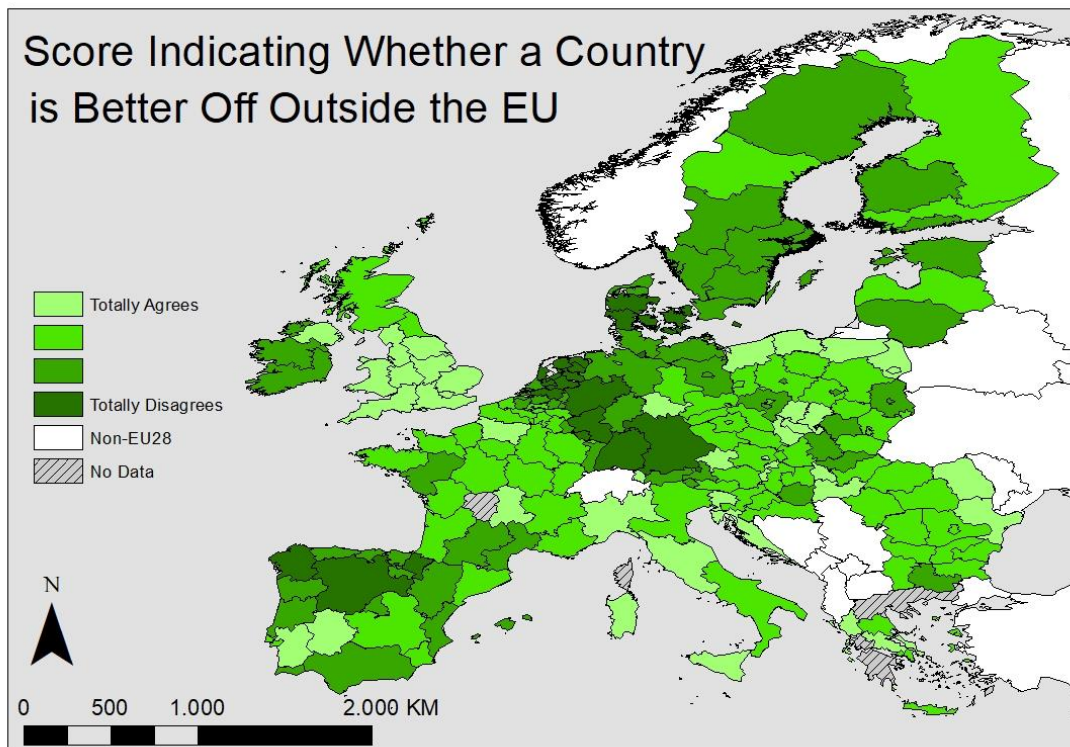 Score Indicating Whether a Country
is Better Off Outside the EU
Totally Agrees
Totally Disagrees
Non-EU28
No Data
N
0 500 1.000 2.000 KM